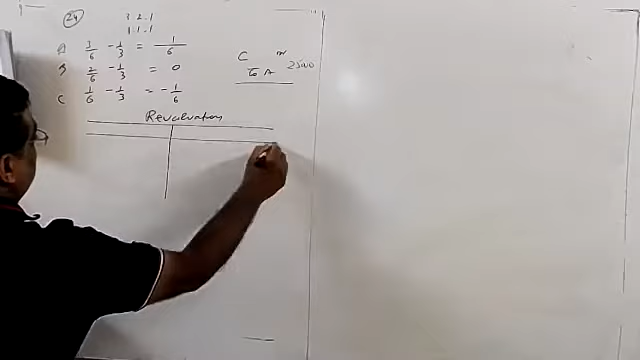 24
3.2.1
1.1.1
A 3/6 - 1/3 = 1/6
B 2/6 - 1/3 = 0
C 1/6 - 1/3 = -1/6
C
To A 2500
Revaluation